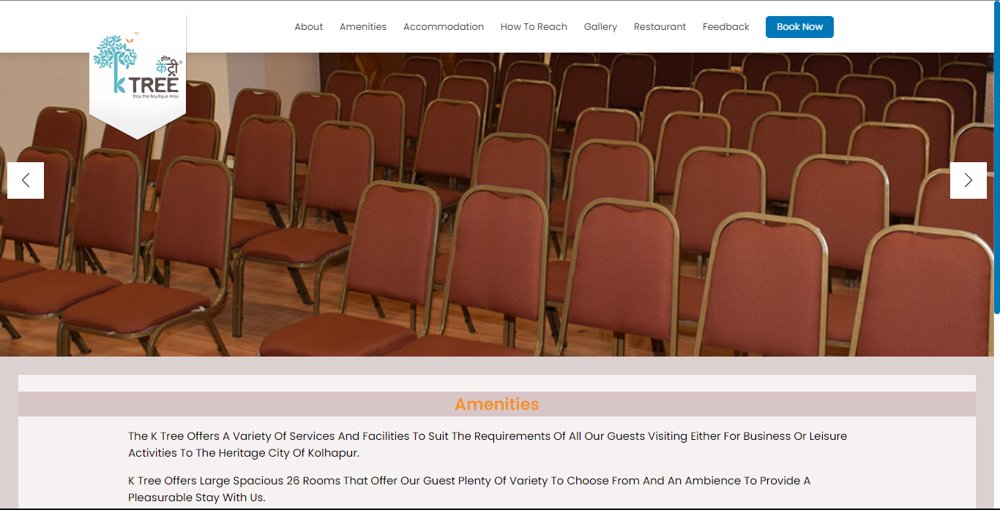 About Amenities Accommodation How To Reach Gallery Restaurant Feedback Book Now
हॉटेल
के ट्री
k TREE
Stay the Boutique Way
Amenities
The K Tree Offers A Variety Of Services And Facilities To Suit The Requirements Of All Our Guests Visiting Either For Business Or Leisure
Activities To The Heritage City Of Kolhapur.
K Tree Offers Large Spacious 26 Rooms That Offer Our Guest Plenty Of Variety To Choose From And An Ambience To Provide A
Pleasurable Stay With Us.